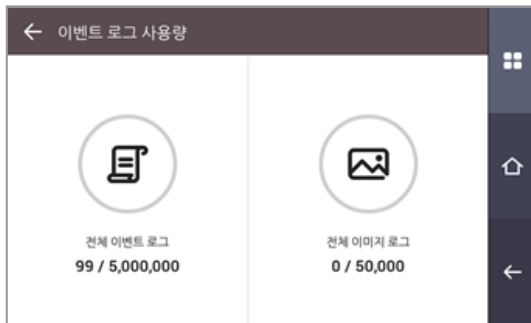 이벤트 로그 사용량
전체 이벤트 로그
99 / 5,000,000
전체 이미지 로그
0 / 50,000